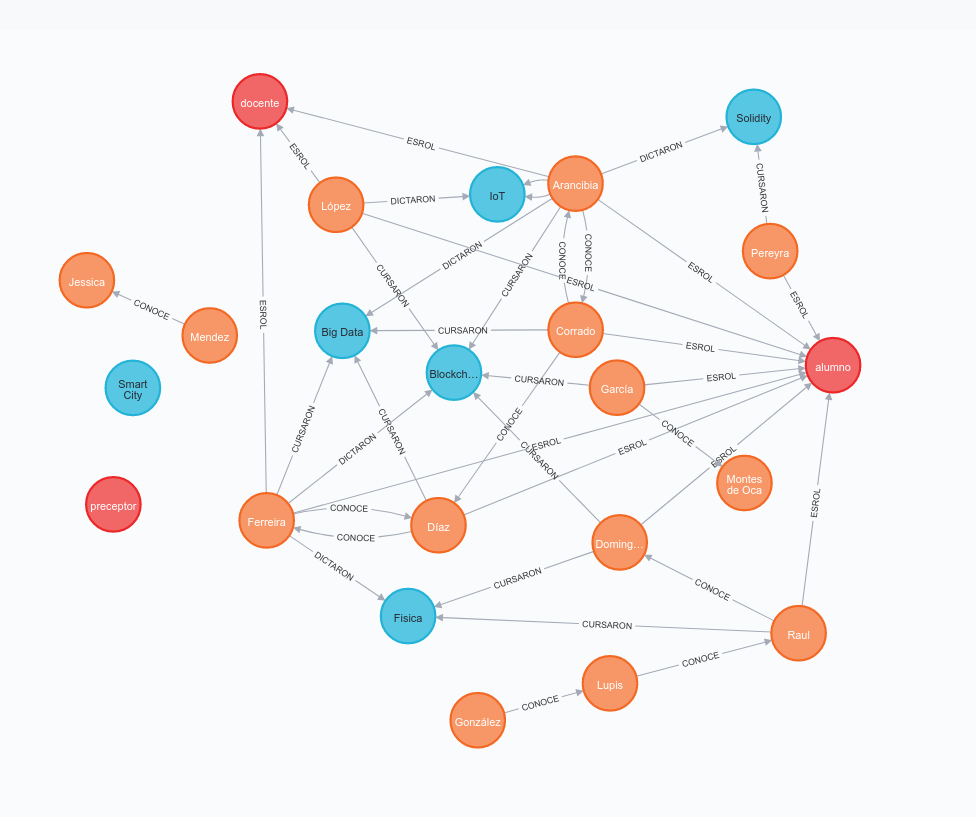 docente
Solidity
ESROL
DICTARON
ESROL
Arancibia
CURSARON
IoT
DICTARON
López
Pereyra
CONOCE
CONOCE
DICTARON
ESROL
CURSARON
CURSARON
ESROL
ESROL
Jessica
CONOCE
ESROL
Mendez
Big Data
CURSARON
Corrado
ESROL
alumno
Blockch...
CURSARON
García
ESROL
Smart
City
CONOCE
CURSARON
CURSARON
CONOCE
DICTARON
ESROL
CURSARON
ESROL
ESROL
Montes
de Oca
preceptor
CONOCE
ESROL
Ferreira
Díaz
CONOCE
Doming...
DICTARON
CURSARON
CONOCE
Fisica
CURSARON
Raul
CONOCE
Lupis
CONOCE
González